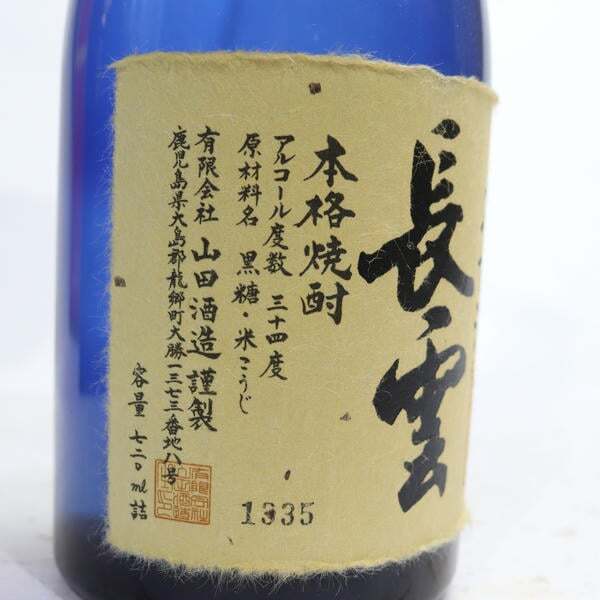 長雲
本格焼酎
アルコール度数 三十四度
原材料名 黒糖・米こうじ
有限会社 山田酒造 謹製
鹿児島県大島郡龍郷町大勝一三七三番地八号
容量 七二〇ml詰
1335